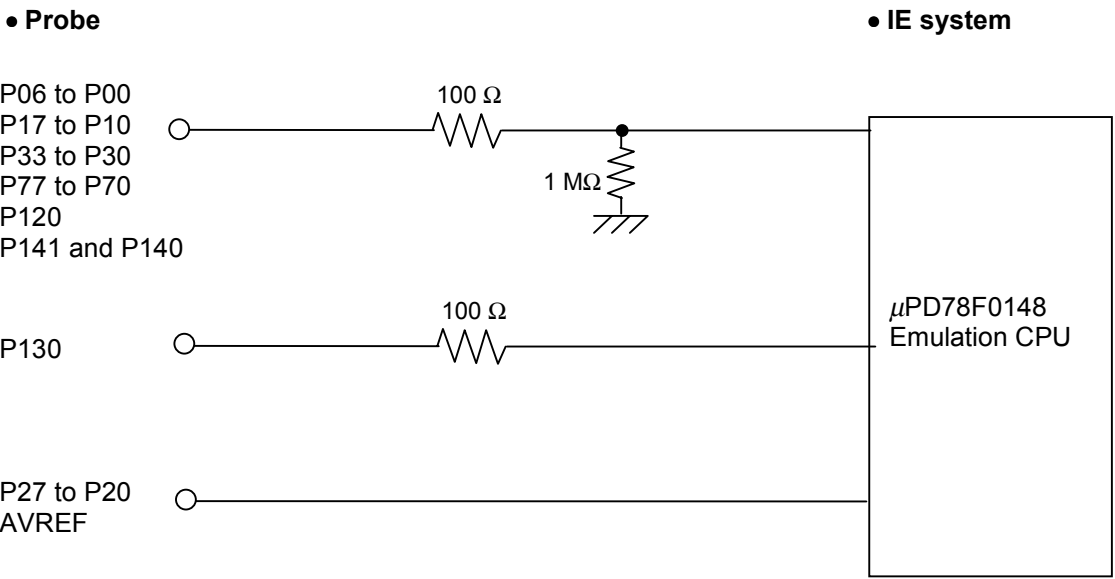 ● Probe
● IE system
P06 to P00
P17 to P10
P33 to P30
P77 to P70
P120
P141 and P140
100 Ω
1 MΩ
P130
100 Ω
μPD78F0148
Emulation CPU
P27 to P20
AVREF